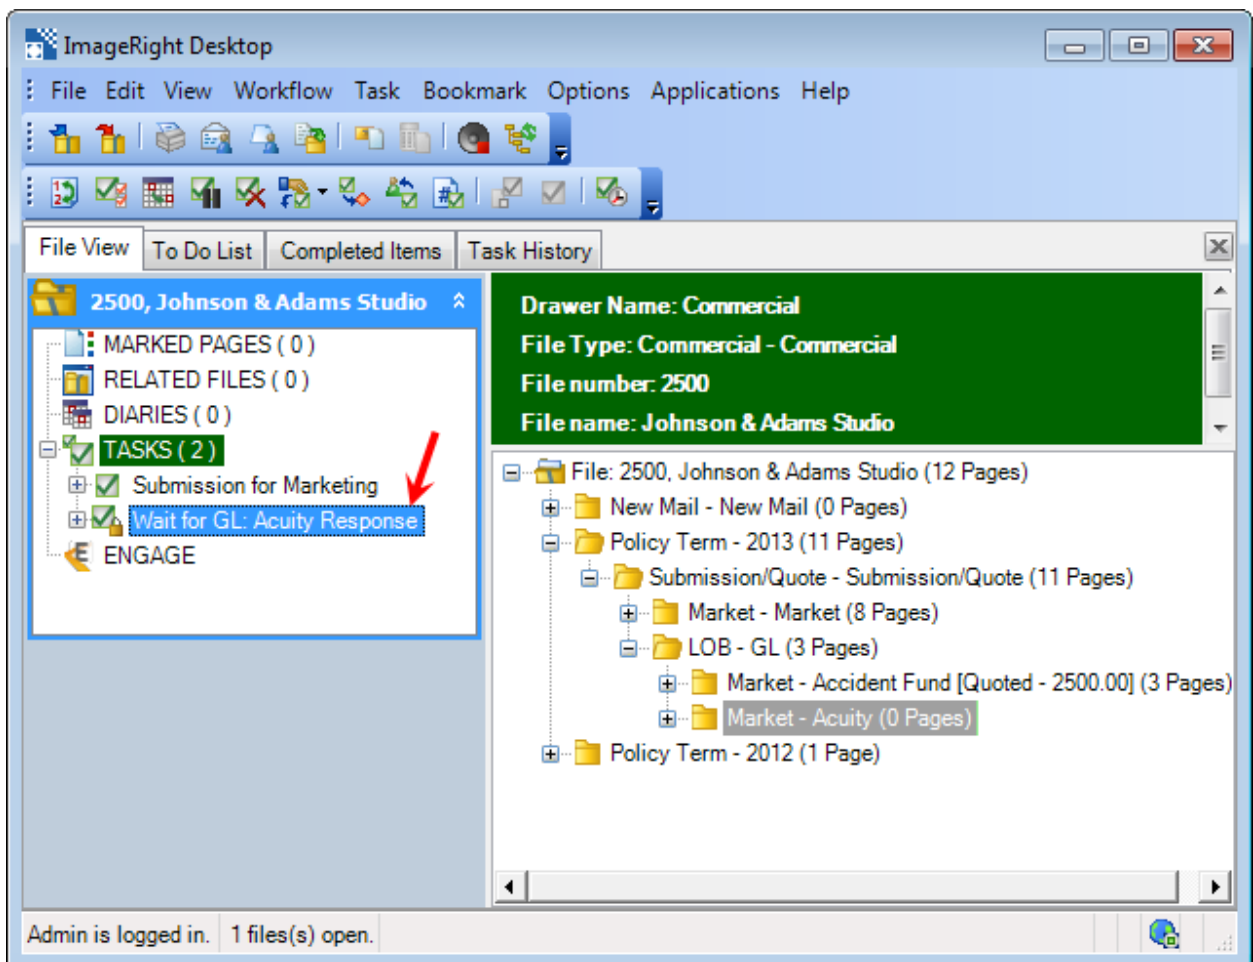 ImageRight Desktop
File Edit View Workflow Task Bookmark Options Applications Help
File View To Do List Completed Items Task History
2500, Johnson & Adams Studio
MARKED PAGES ( 0 )
RELATED FILES ( 0 )
DIARIES ( 0 )
TASKS ( 2 )
Submission for Marketing
Wait for GL: Acuity Response
ENGAGE
Drawer Name: Commercial
File Type: Commercial - Commercial
File number: 2500
File name: Johnson & Adams Studio
File: 2500, Johnson & Adams Studio (12 Pages)
New Mail - New Mail (0 Pages)
Policy Term - 2013 (11 Pages)
Submission/Quote - Submission/Quote (11 Pages)
Market - Market (8 Pages)
LOB - GL (3 Pages)
Market - Accident Fund [Quoted - 2500.00] (3 Pages)
Market - Acuity (0 Pages)
Policy Term - 2012 (1 Page)
Admin is logged in. 1 files(s) open.